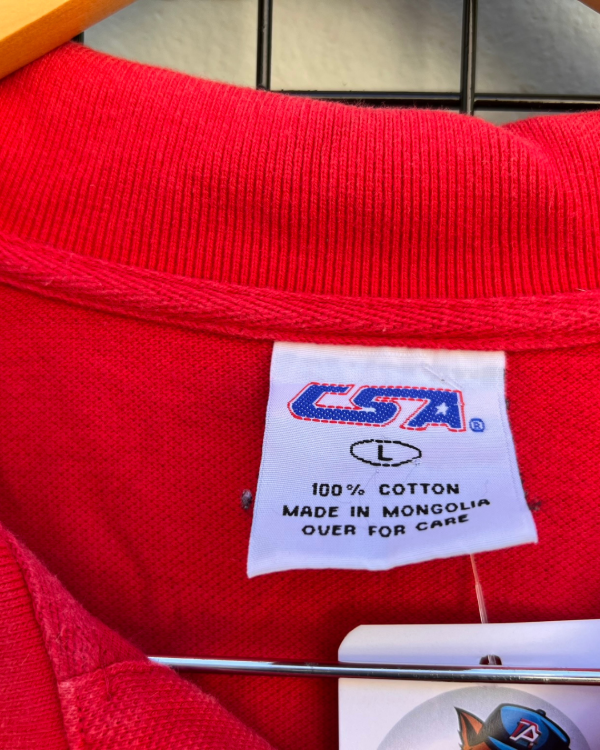 CSA®
L
100% COTTON
MADE IN MONGOLIA
OVER FOR CARE